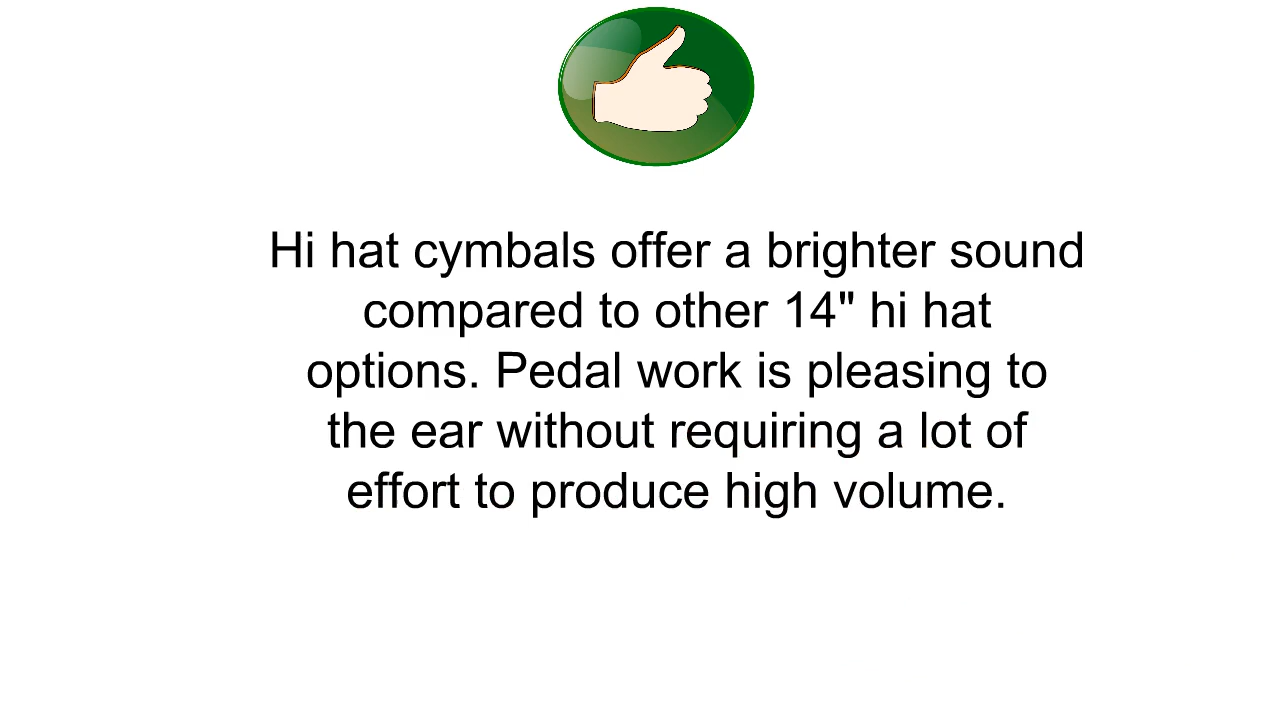 Hi hat cymbals offer a brighter sound
compared to other 14" hi hat
options. Pedal work is pleasing to
the ear without requiring a lot of
effort to produce high volume.